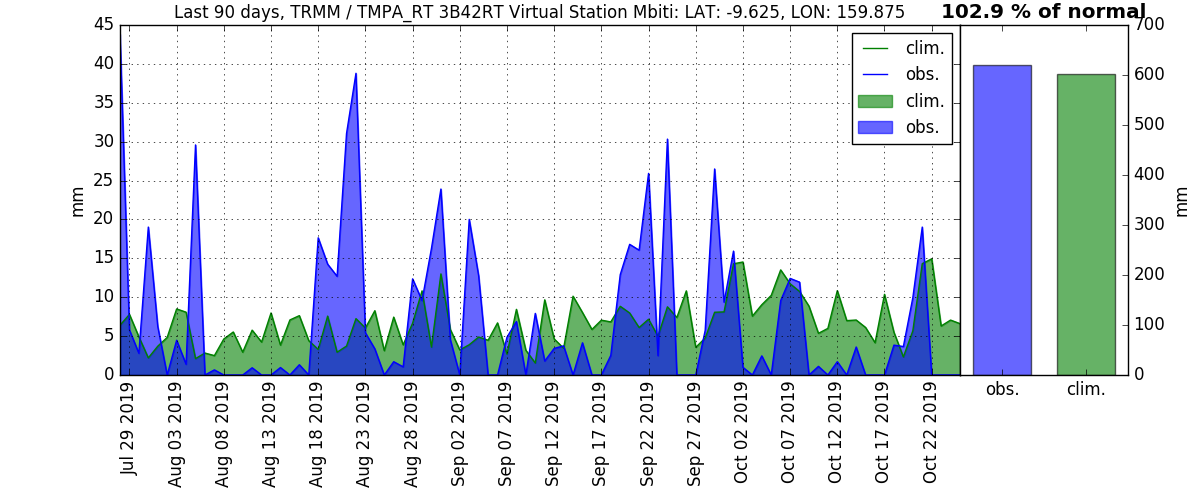 Last 90 days, TRMM / TMPA_RT 3B42RT Virtual Station Mbiti: LAT: -9.625, LON: 159.875
102.9 % of normal
45
40
35
30
25
20
15
10
5
0
mm
clim.
obs.
clim.
obs.
Jul 29 2019
Aug 03 2019
Aug 08 2019
Aug 13 2019
Aug 18 2019
Aug 23 2019
Aug 28 2019
Sep 02 2019
Sep 07 2019
Sep 12 2019
Sep 17 2019
Sep 22 2019
Sep 27 2019
Oct 02 2019
Oct 07 2019
Oct 12 2019
Oct 17 2019
Oct 22 2019
700
600
500
400
300
200
100
0
mm
obs.
clim.